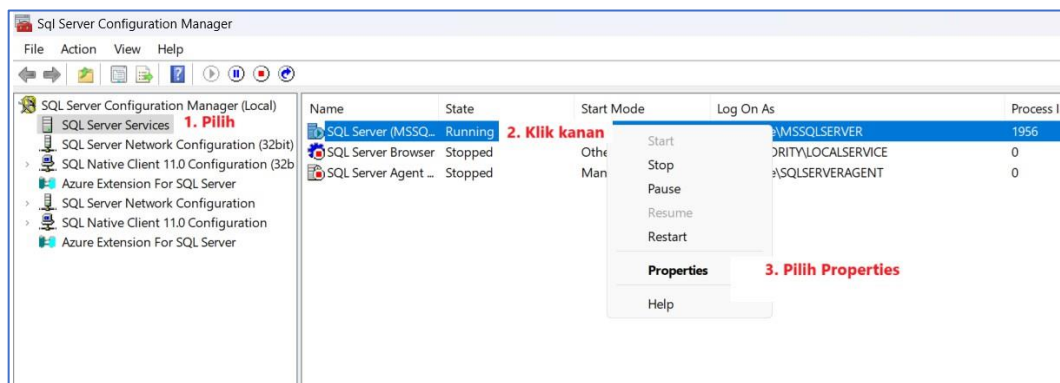 Sql Server Configuration Manager
File Action View Help
SQL Server Configuration Manager (Local)
SQL Server Services 1. Pilih
SQL Server Network Configuration (32bit)
SQL Native Client 11.0 Configuration (32b
Azure Extension For SQL Server
SQL Server Network Configuration
SQL Native Client 11.0 Configuration
Azure Extension For SQL Server
Name State Start Mode Log On As Process I
SQL Server (MSSQ... Running 2. Klik kanan \MSSQLSERVER 1956
SQL Server Browser Stopped Othe ORITY\LOCALSERVICE 0
SQL Server Agent ... Stopped Man \SQLSERVERAGENT 0
Start
Stop
Pause
Resume
Restart
Properties 3. Pilih Properties
Help